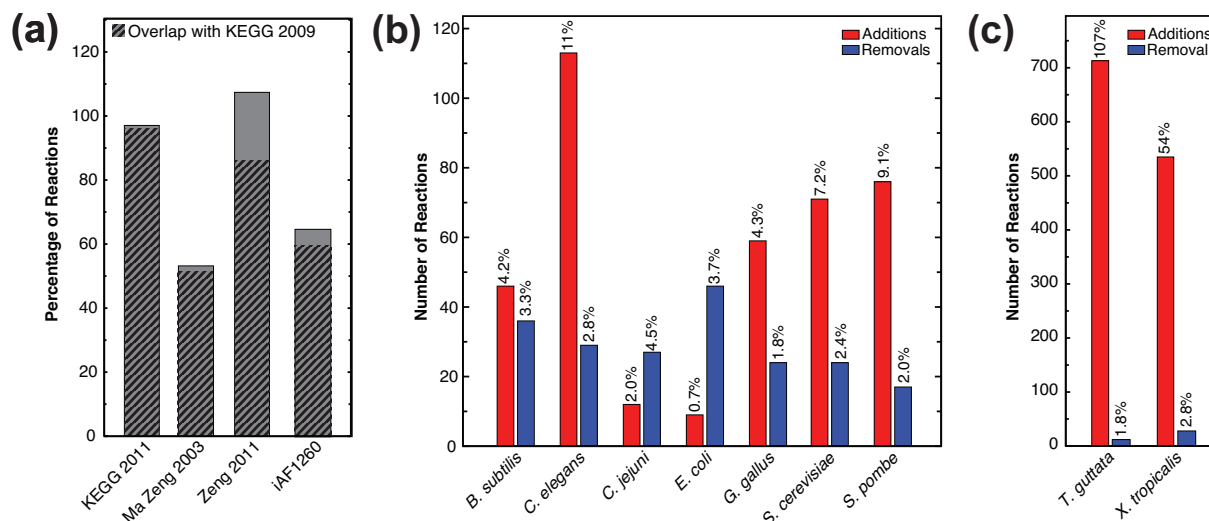 (a)
Overlap with KEGG 2009
Percentage of Reactions
120
100
80
60
40
20
0
KEGG 2011
Ma Zeng 2003
Zeng 2011
iAF1260
(b)
Additions
Removals
Number of Reactions
120
100
80
60
40
20
0
4.2%
3.3%
11%
2.8%
2.0%
4.5%
0.7%
3.7%
4.3%
1.8%
7.2%
2.4%
9.1%
2.0%
B. subtilis
C. elegans
C. jejuni
E. coli
G. gallus
S. cerevisiae
S. pombe
(c)
Additions
Removal
Number of Reactions
700
600
500
400
300
200
100
0
107%
1.8%
54%
2.8%
T. guttata
X. tropicalis